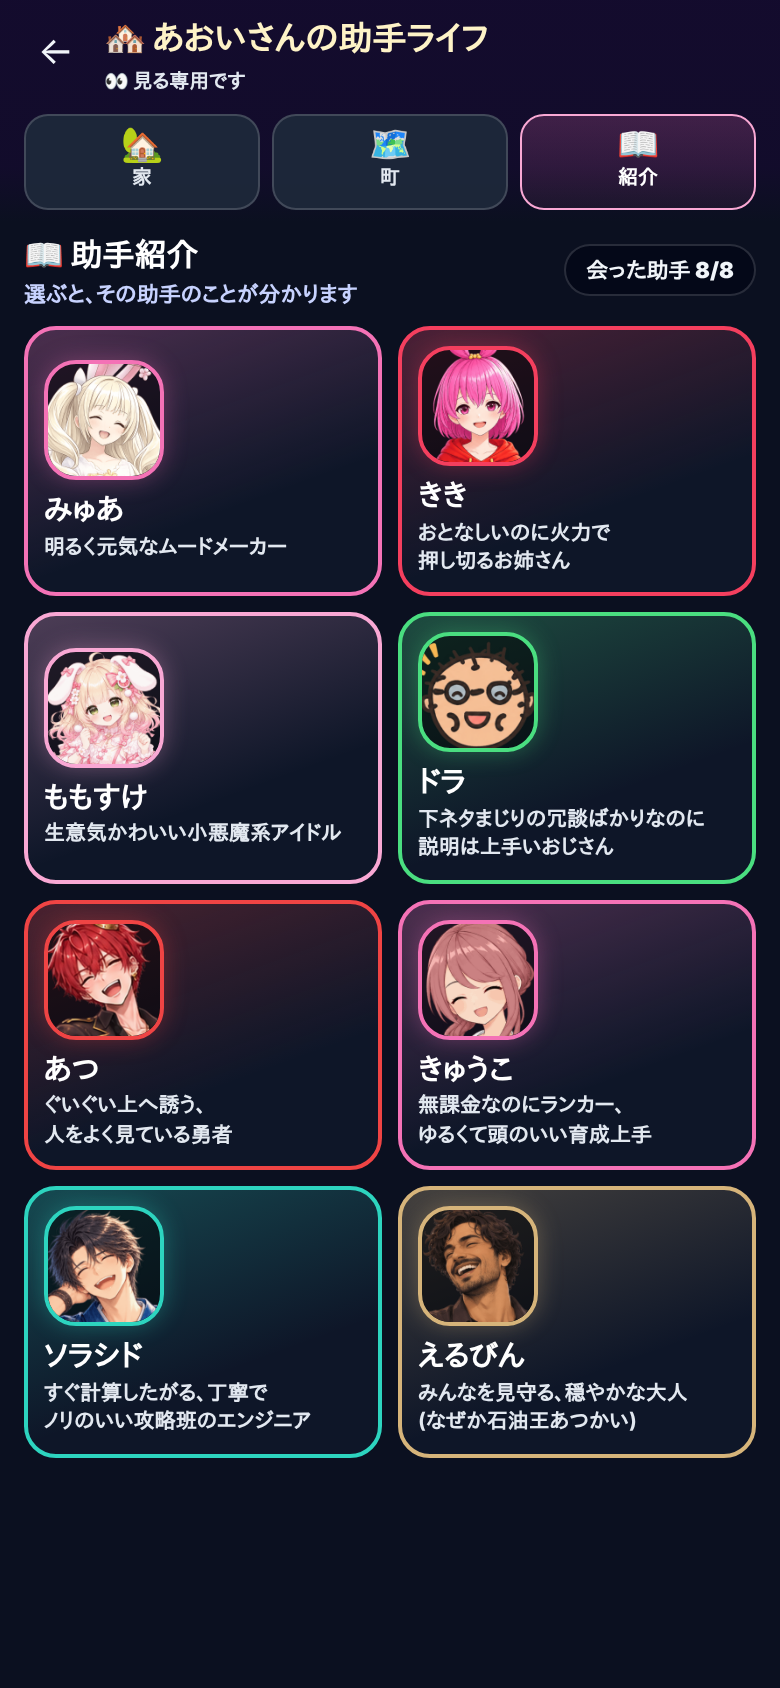 🏘️ あおいさんの助手ライフ
👀 見る専用です
家
町
紹介
📖 助手紹介
選ぶと、その助手のことが分かります
会った助手 8/8
みゅあ
明るく元気なムードメーカー
きき
おとなしいのに火力で
押し切るお姉さん
ももすけ
生意気かわいい小悪魔系アイドル
ドラ
下ネタまじりの冗談ばかりなのに
説明は上手いおじさん
あつ
ぐいぐい上へ誘う、
人をよく見ている勇者
きゅうこ
無課金なのにランカー、
ゆるくて頭のいい育成上手
ソラシド
すぐ計算したがる、丁寧で
ノリのいい攻略班のエンジニア
えるびん
みんなを見守る、穏やかな大人
(なぜか石油王あつかい)